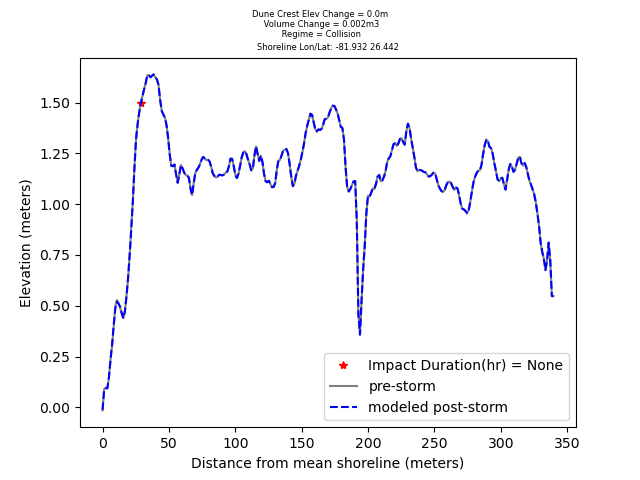 Dune Crest Elev Change = 0.0m
Volume Change = 0.002m3
Regime = Collision
Shoreline Lon/Lat: -81.932 26.442
1.50
1.25
1.00
0.75
0.50
0.25
0.00
Elevation (meters)
Impact Duration(hr) = None
pre-storm
modeled post-storm
0 50 100 150 200 250 300 350
Distance from mean shoreline (meters)